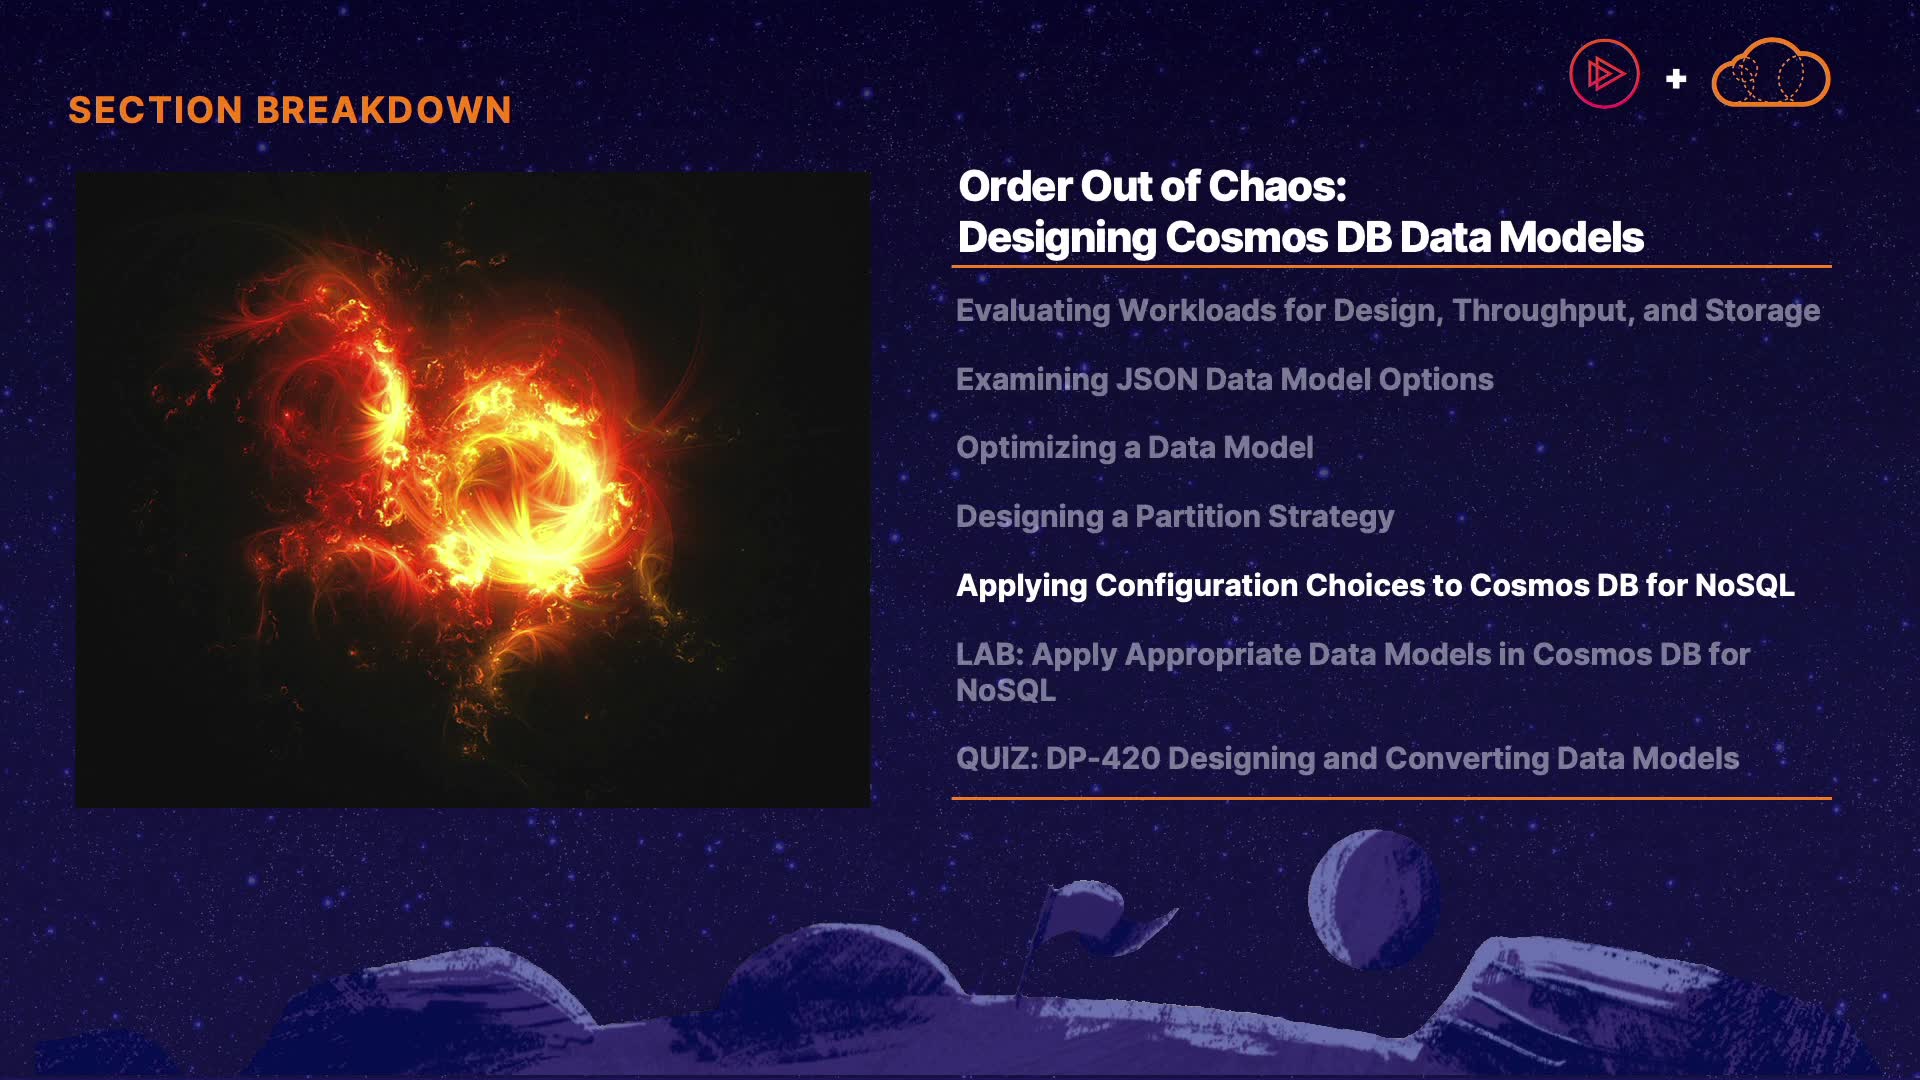 SECTION BREAKDOWN
+
Order Out of Chaos:
Designing Cosmos DB Data Models
Evaluating Workloads for Design, Throughput, and Storage
Examining JSON Data Model Options
Optimizing a Data Model
Designing a Partition Strategy
Applying Configuration Choices to Cosmos DB for NoSQL
LAB: Apply Appropriate Data Models in Cosmos DB for
NoSQL
QUIZ: DP-420 Designing and Converting Data Models